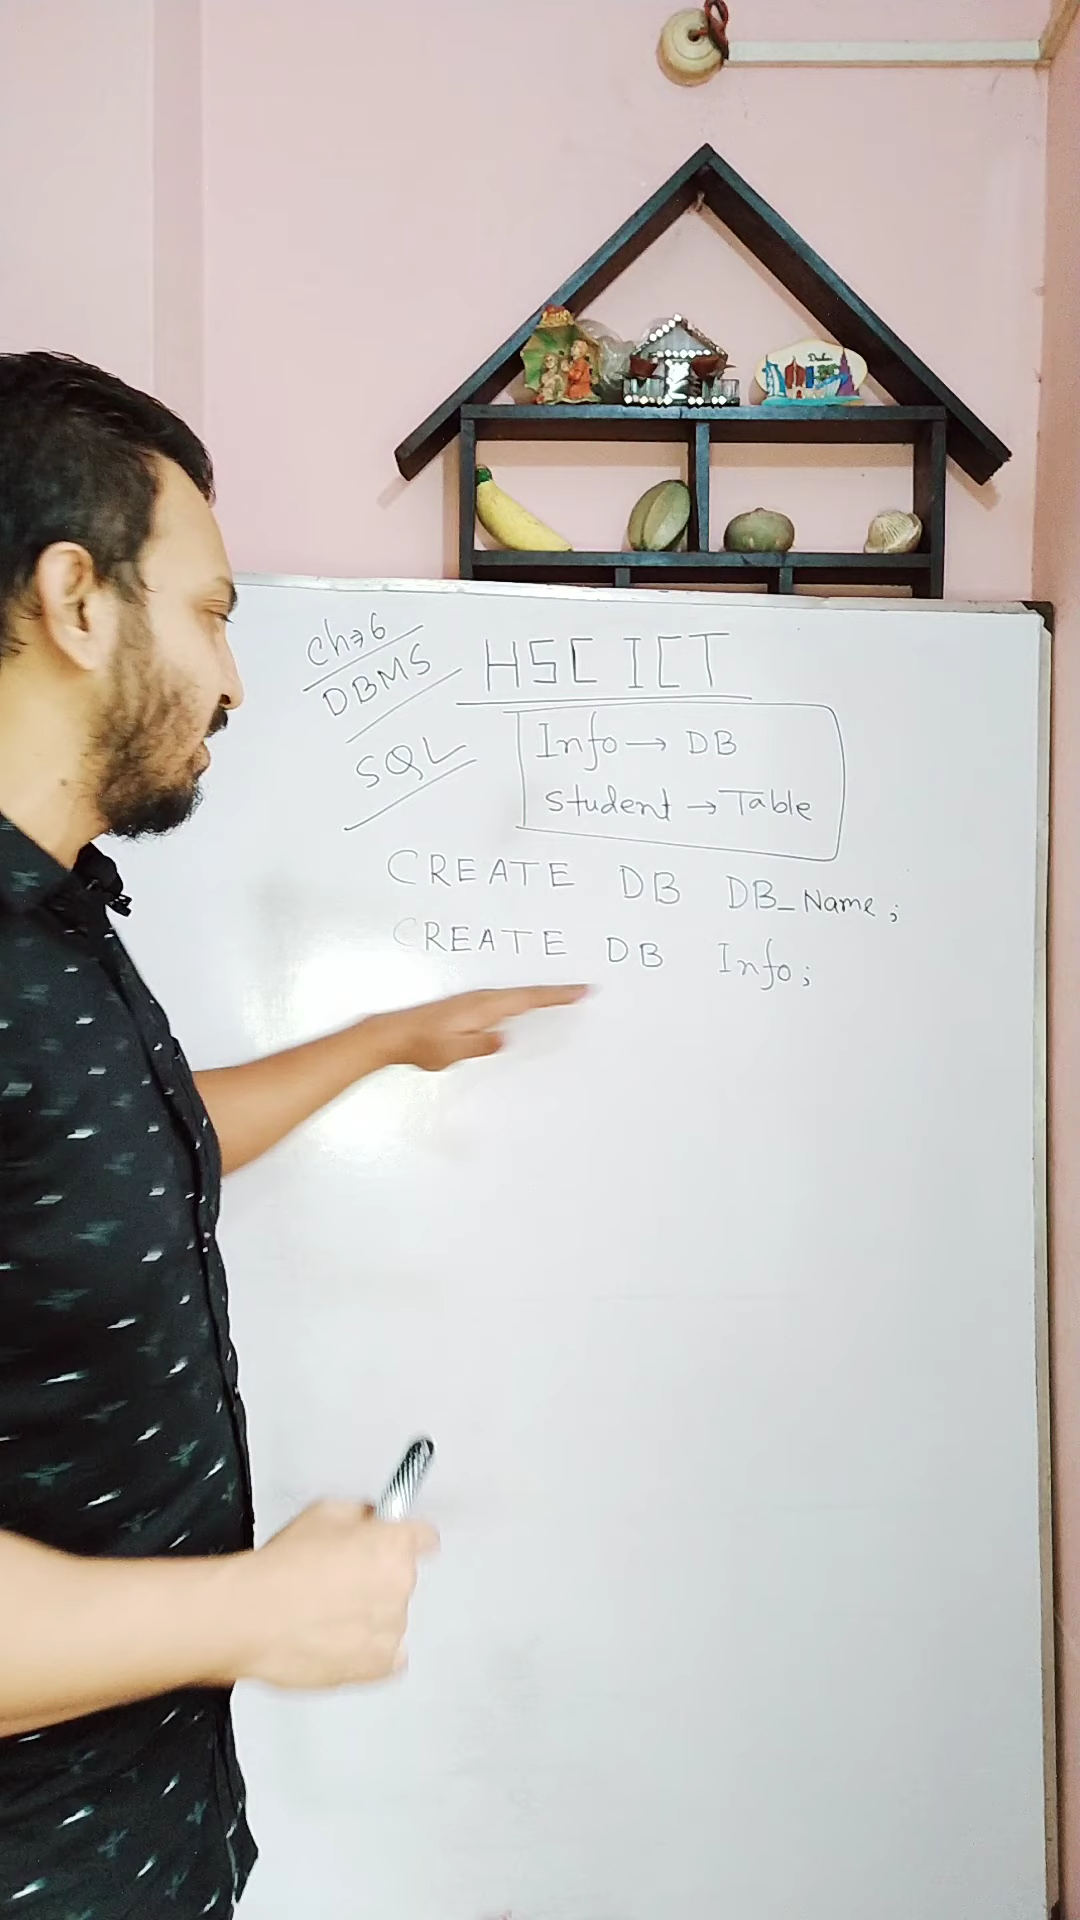 Ch→6
DBMS
HSC ICT
SQL
Info → DB
Student → Table
CREATE DB DB_Name;
CREATE DB Info;